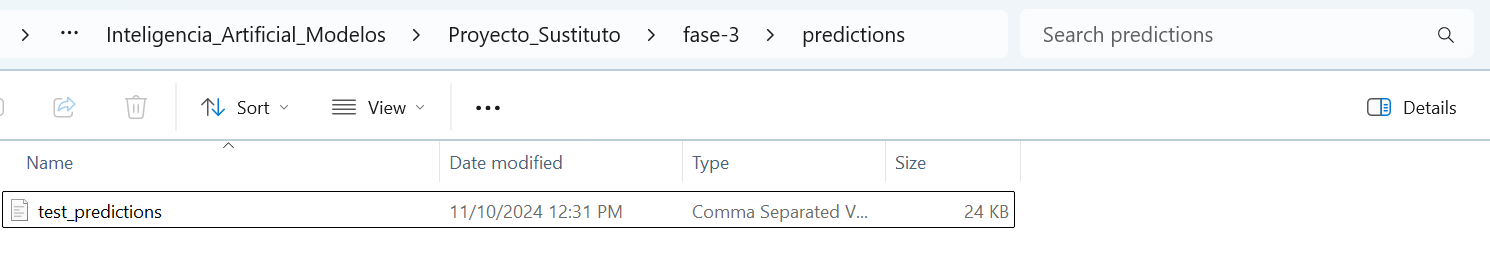 > ··· Inteligencia_Artificial_Modelos > Proyecto_Sustituto > fase-3 > predictions Search predictions
Sort View ··· Details
Name Date modified Type Size
test_predictions 11/10/2024 12:31 PM Comma Separated V... 24 KB